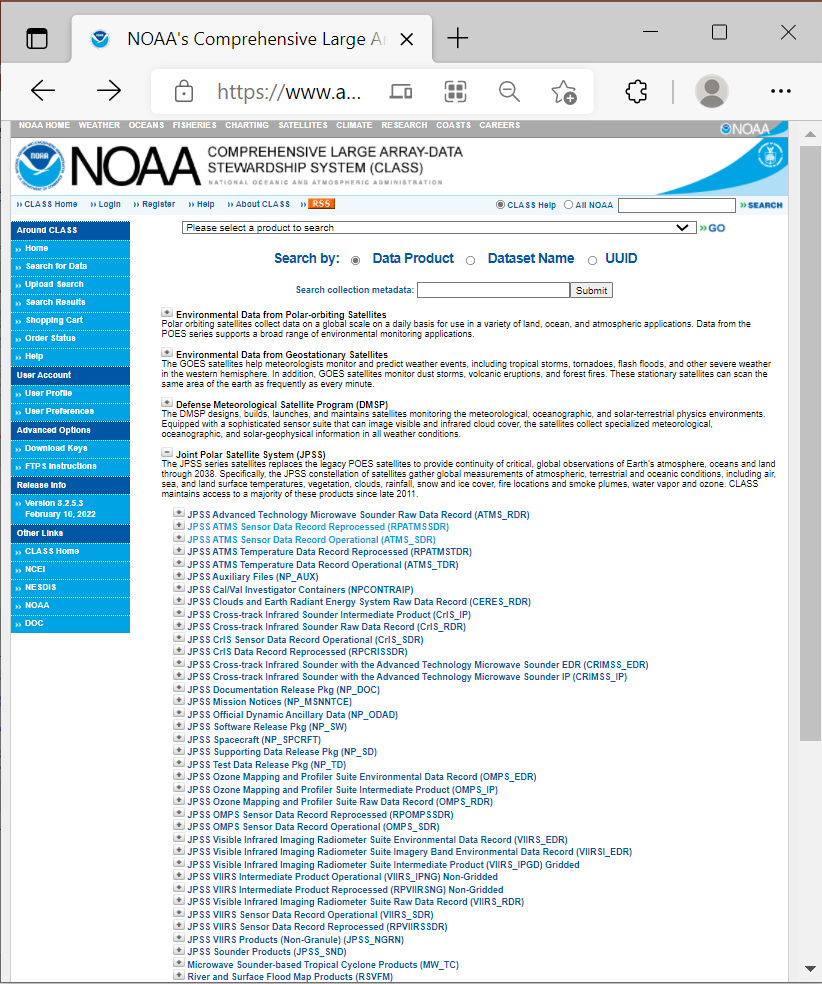 NOAA's Comprehensive Large Ar
https://www.a...
NOAA HOME WEATHER OCEANS FISHERIES CHARTING SATELLITES CLIMATE RESEARCH COASTS CAREERS
NOAA
NOAA
NOAA
COMPREHENSIVE LARGE ARRAY-DATA
STEWARDSHIP SYSTEM (CLASS)
NATIONAL OCEANIC AND ATMOSPHERIC ADMINISTRATION
›› CLASS Home ›› Login ›› Register ›› Help ›› About CLASS ›› RSS CLASS Help All NOAA »SEARCH
Around CLASS
›› Home
›› Search for Data
›› Upload Search
›› Search Results
›› Shopping Cart
›› Order Status
›› Help
User Account
›› User Profile
›› User Preferences
Advanced Options
›› Download Keys
›› FTPS Instructions
Release Info
›› Version 8.2.5.3
February 10, 2022
Other Links
›› CLASS Home
›› NCEI
›› NESDIS
›› NOAA
›› DOC
Please select a product to search »GO
Search by: Data Product Dataset Name UUID
Search collection metadata: Submit
Environmental Data from Polar-orbiting Satellites
Polar orbiting satellites collect data on a global scale on a daily basis for use in a variety of land, ocean, and atmospheric applications. Data from the
POES series supports a broad range of environmental monitoring applications.
Environmental Data from Geostationary Satellites
The GOES satellites help meteorologists monitor and predict weather events, including tropical storms, tornadoes, flash floods, and other severe weather
in the western hemisphere. In addition, GOES satellites monitor dust storms, volcanic eruptions, and forest fires. These stationary satellites can scan the
same area of the earth as frequently as every minute.
Defense Meteorological Satellite Program (DMSP)
The DMSP designs, builds, launches, and maintains satellites monitoring the meteorological, oceanographic, and solar-terrestrial physics environments.
Equipped with a sophisticated sensor suite that can image visible and infrared cloud cover, the satellites collect specialized meteorological,
oceanographic, and solar-geophysical information in all weather conditions.
Joint Polar Satellite System (JPSS)
The JPSS series satellites replaces the legacy POES satellites to provide continuity of critical, global observations of Earth's atmosphere, oceans and land
through 2038. Specifically, the JPSS constellation of satellites gather global measurements of atmospheric, terrestrial and oceanic conditions, including air,
sea, and land surface temperatures, vegetation, clouds, rainfall, snow and ice cover, fire locations and smoke plumes, water vapor and ozone. CLASS
maintains access to a majority of these products since late 2011.
JPSS Advanced Technology Microwave Sounder Raw Data Record (ATMS_RDR)
JPSS ATMS Sensor Data Record Reprocessed (RPATMSSDR)
JPSS ATMS Sensor Data Record Operational (ATMS_SDR)
JPSS ATMS Temperature Data Record Reprocessed (RPATMSTDR)
JPSS ATMS Temperature Data Record Operational (ATMS_TDR)
JPSS Auxiliary Files (NP_AUX)
JPSS Cal/Val Investigator Containers (NPCONTRAIP)
JPSS Clouds and Earth Radiant Energy System Raw Data Record (CERES_RDR)
JPSS Cross-track Infrared Sounder Intermediate Product (CrIS_IP)
JPSS Cross-track Infrared Sounder Raw Data Record (CrIS_RDR)
JPSS CrIS Sensor Data Record Operational (CrIS_SDR)
JPSS CrIS Data Record Reprocessed (RPCRISSDR)
JPSS Cross-track Infrared Sounder with the Advanced Technology Microwave Sounder EDR (CRIMSS_EDR)
JPSS Cross-track Infrared Sounder with the Advanced Technology Microwave Sounder IP (CRIMSS_IP)
JPSS Documentation Release Pkg (NP_DOC)
JPSS Mission Notices (NP_MSNNTCE)
JPSS Official Dynamic Ancillary Data (NP_ODAD)
JPSS Software Release Pkg (NP_SW)
JPSS Spacecraft (NP_SPCRFT)
JPSS Supporting Data Release Pkg (NP_SD)
JPSS Test Data Release Pkg (NP_TD)
JPSS Ozone Mapping and Profiler Suite Environmental Data Record (OMPS_EDR)
JPSS Ozone Mapping and Profiler Suite Intermediate Product (OMPS_IP)
JPSS Ozone Mapping and Profiler Suite Raw Data Record (OMPS_RDR)
JPSS OMPS Sensor Data Record Reprocessed (RPOMPSSDR)
JPSS OMPS Sensor Data Record Operational (OMPS_SDR)
JPSS Visible Infrared Imaging Radiometer Suite Environmental Data Record (VIIRS_EDR)
JPSS Visible Infrared Imaging Radiometer Suite Imagery Band Environmental Data Record (VIIRSI_EDR)
JPSS Visible Infrared Imaging Radiometer Suite Intermediate Product (VIIRS_IPGD) Gridded
JPSS VIIRS Intermediate Product Operational (VIIRS_IPNG) Non-Gridded
JPSS VIIRS Intermediate Product Reprocessed (RPVIIRSNG) Non-Gridded
JPSS Visible Infrared Imaging Radiometer Suite Raw Data Record (VIIRS_RDR)
JPSS VIIRS Sensor Data Record Operational (VIIRS_SDR)
JPSS VIIRS Sensor Data Record Reprocessed (RPVIIRSSDR)
JPSS VIIRS Products (Non-Granule) (JPSS_NGRN)
JPSS Sounder Products (JPSS_SND)
Microwave Sounder-based Tropical Cyclone Products (MW_TC)
River and Surface Flood Map Products (RSVFM)